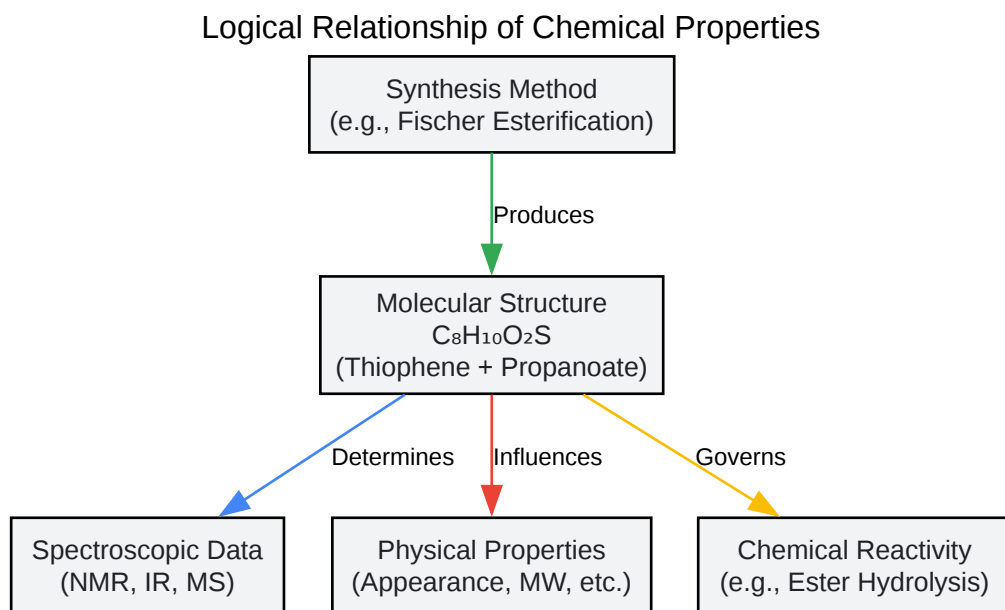 Logical Relationship of Chemical Properties
Synthesis Method
(e.g., Fischer Esterification)
Produces
Molecular Structure
C₈H₁₀O₂S
(Thiophene + Propanoate)
Determines
Influences
Governs
Spectroscopic Data
(NMR, IR, MS)
Physical Properties
(Appearance, MW, etc.)
Chemical Reactivity
(e.g., Ester Hydrolysis)